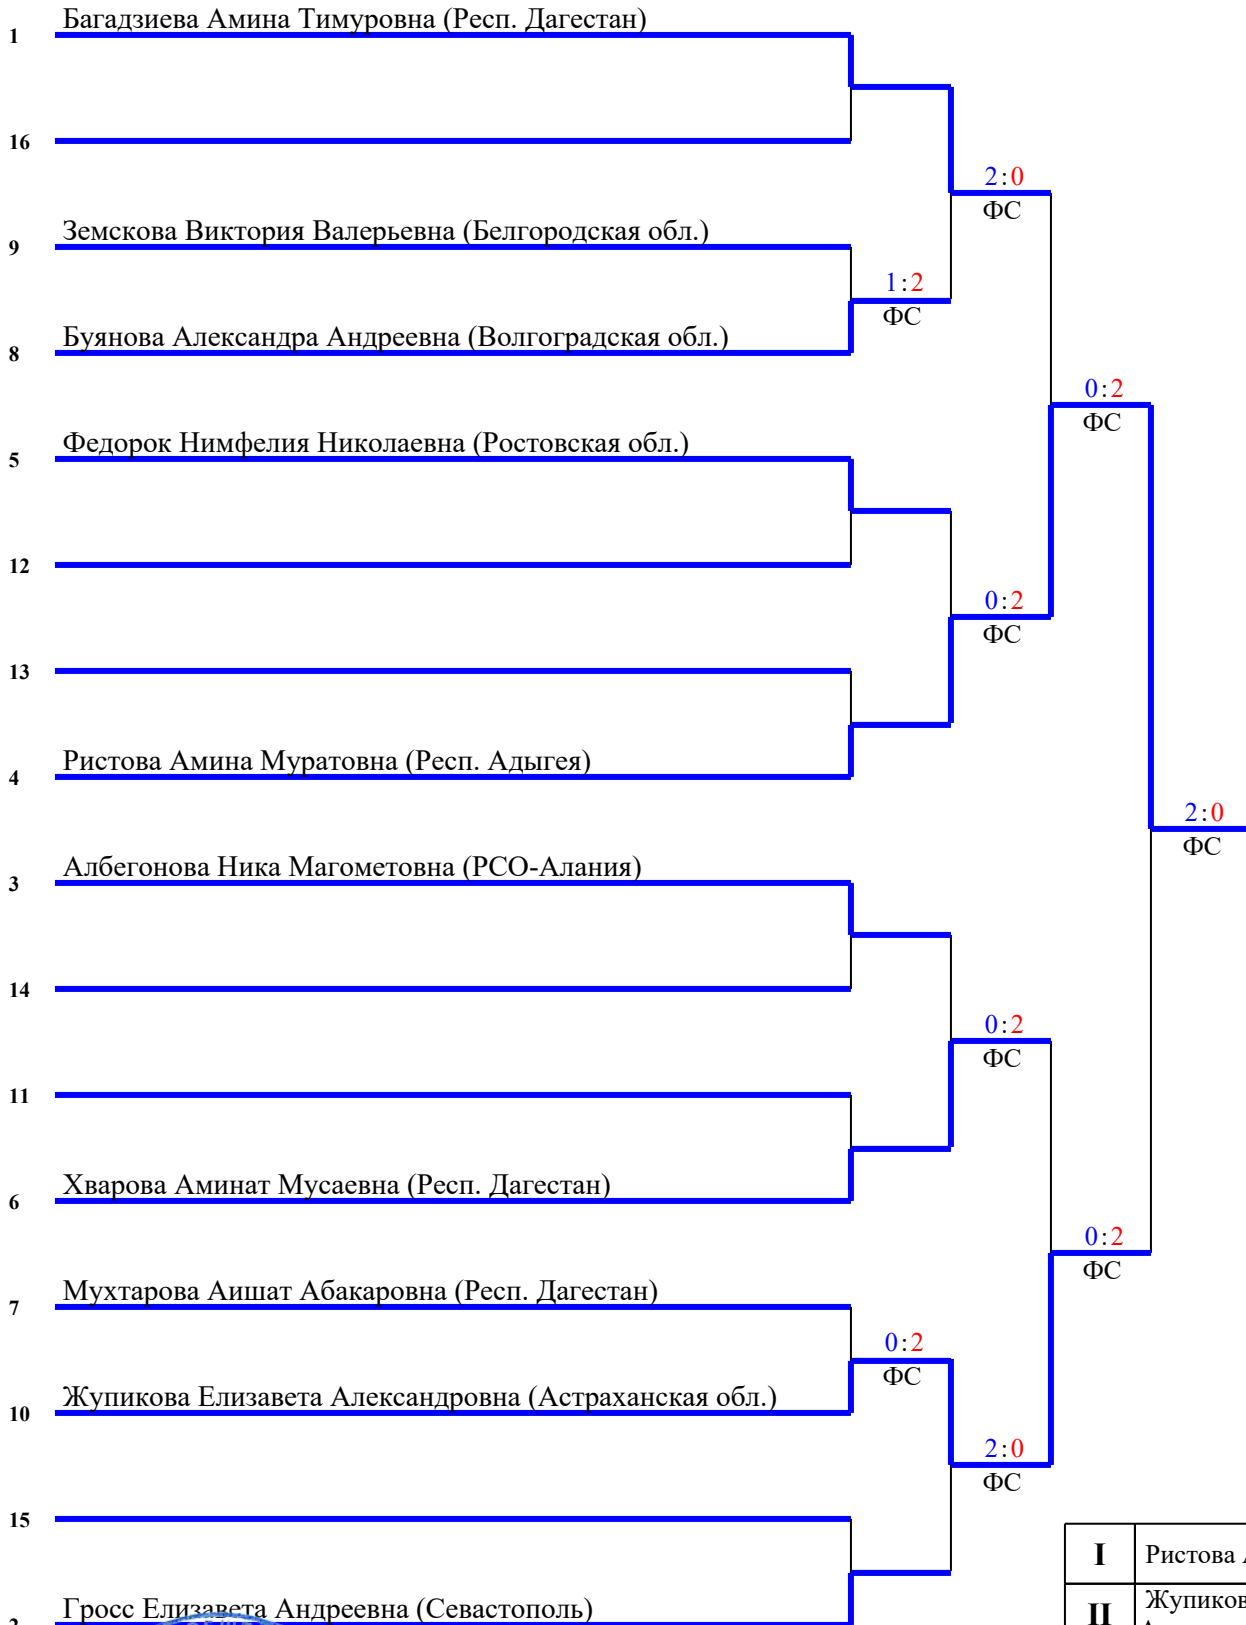 1 Багадзиева Амина Тимуровна (Респ. Дагестан)
16
2:0
ФС
9 Земскова Виктория Валерьевна (Белгородская обл.)
1:2
ФС
8 Буянова Александра Андреевна (Волгоградская обл.)
0:2
ФС
5 Федорок Нимфелия Николаевна (Ростовская обл.)
12
0:2
ФС
13
4 Ристова Амина Муратовна (Респ. Адыгея)
2:0
ФС
3 Албегонова Ника Магометовна (РСО-Алания)
14
0:2
ФС
11
6 Хварова Аминат Мусаевна (Респ. Дагестан)
0:2
ФС
7 Мухтарова Аишат Абакаровна (Респ. Дагестан)
0:2
ФС
10 Жупикова Елизавета Александровна (Астраханская обл.)
2:0
ФС
15
I Ристова
2 Гросс Елизавета Андреевна (Севастополь)
II Жупиков